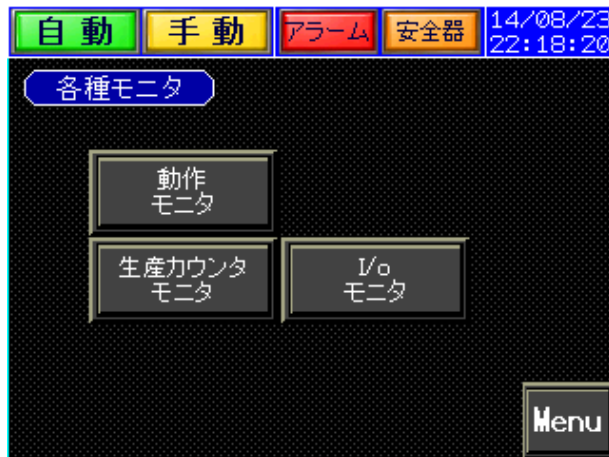 自動 手動 アラーム 安全器 14/08/23
22:18:20
各種モニタ
動作
モニタ
生産カウンタ
モニタ
I/o
モニタ
Menu